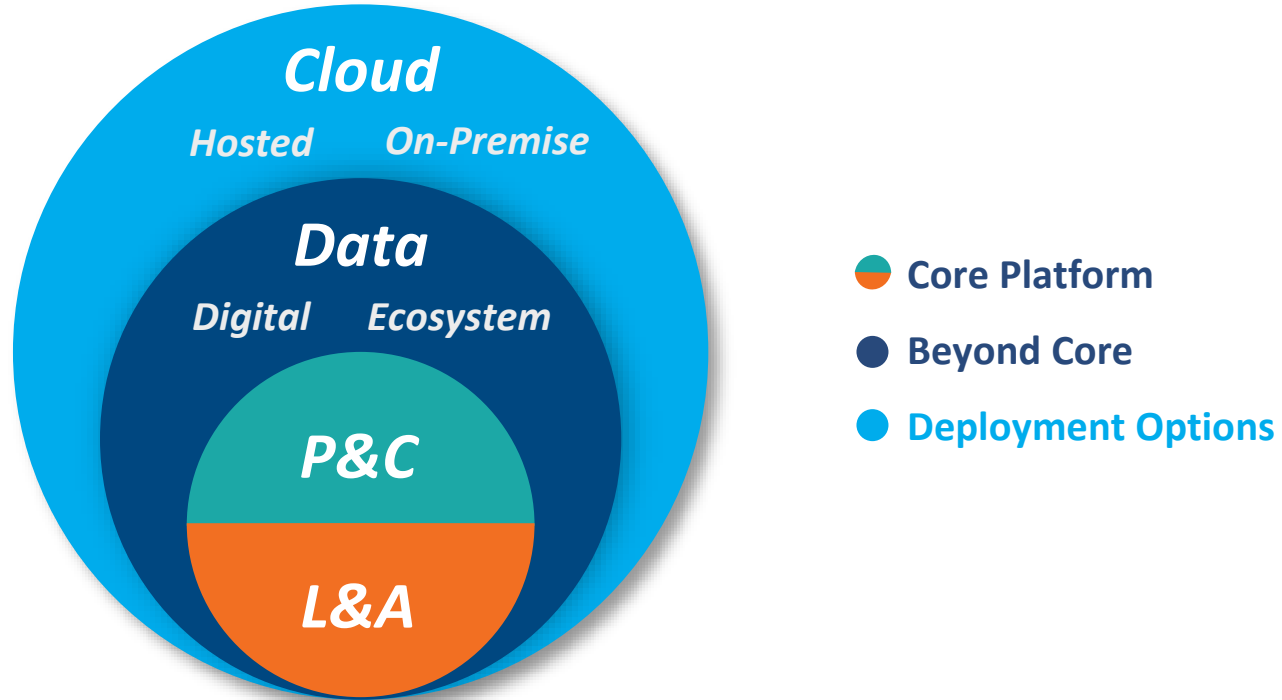 Cloud
Hosted On-Premise
Data
Digital Ecosystem
P&C
L&A
Core Platform
Beyond Core
Deployment Options